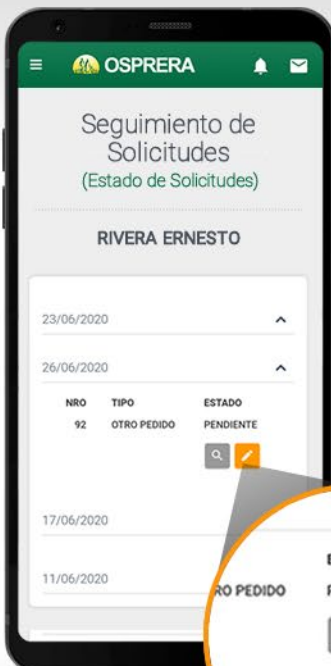 OSPRERA
Seguimiento de
Solicitudes
(Estado de Solicitudes)
RIVERA ERNESTO
23/06/2020
26/06/2020
NRO TIPO ESTADO
92 OTRO PEDIDO PENDIENTE
17/06/2020
11/06/2020
RO PEDIDO